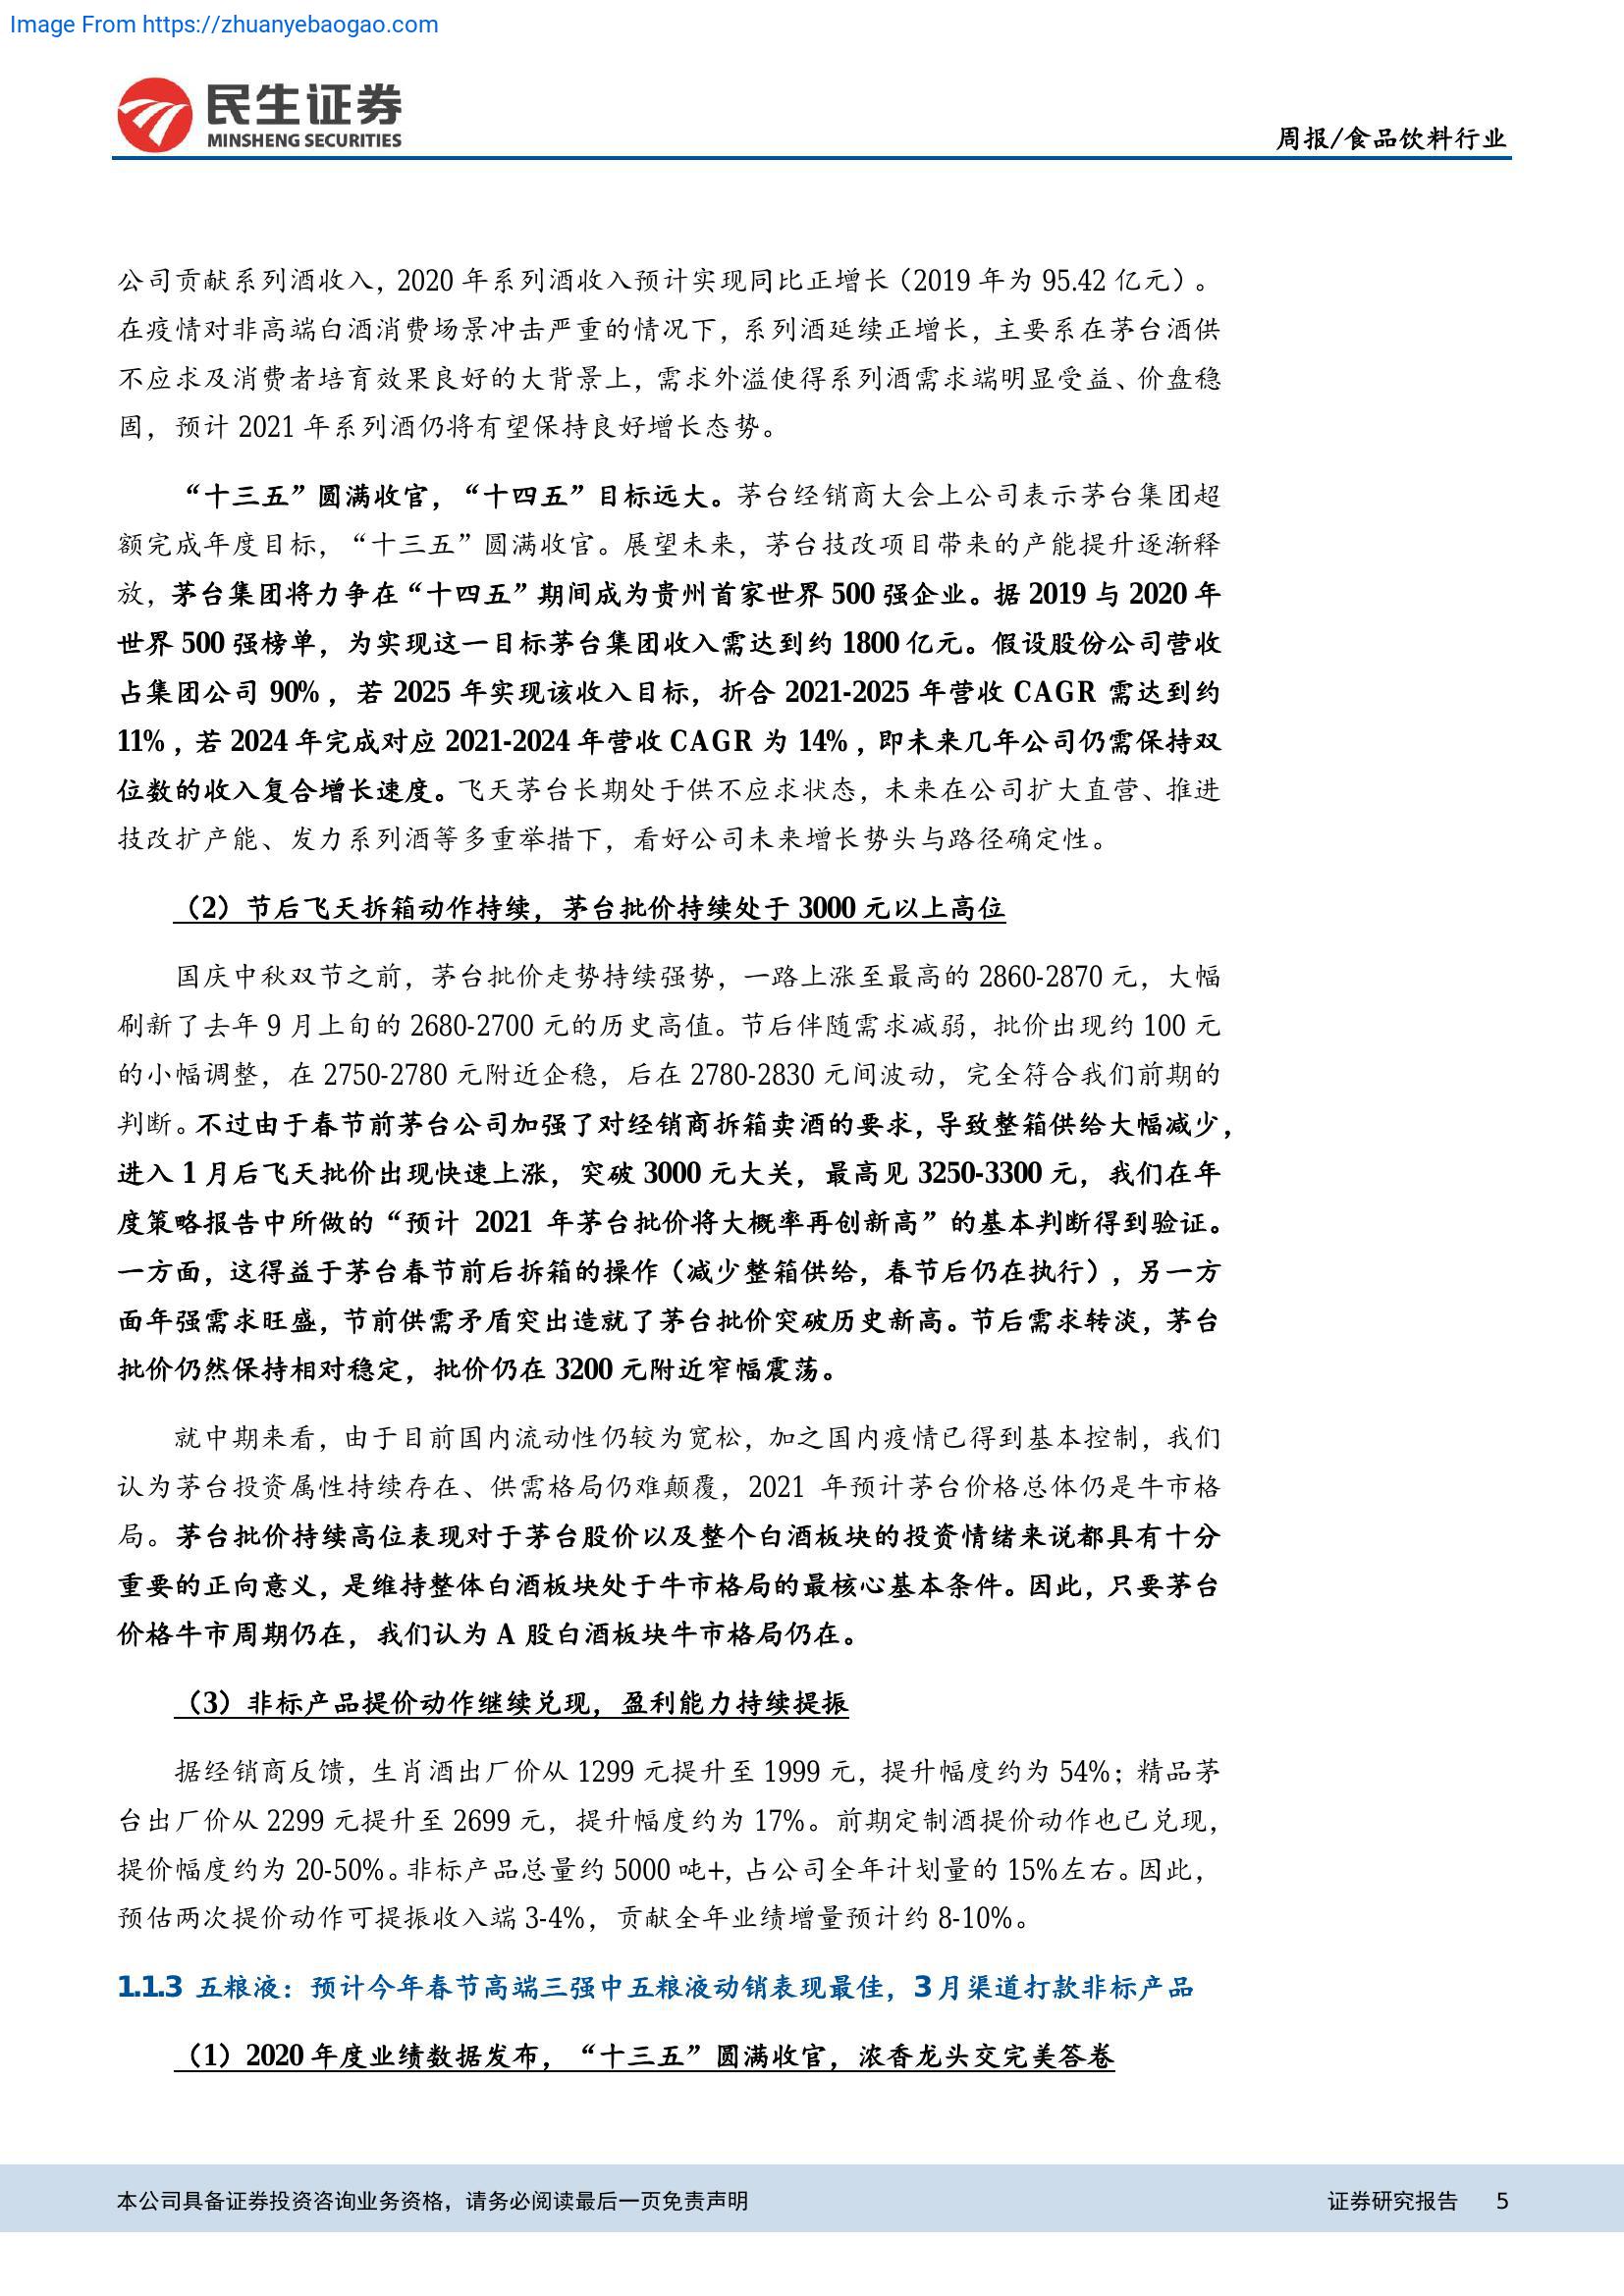 Image From https://zhuanyebaogao.com
民生证券
MINSHENG SECURITIES
周报/食品饮料行业
公司贡献系列酒收入，2020 年系列酒收入预计实现同比正增长（2019 年为 95.42 亿元）。
在疫情对非高端白酒消费场景冲击严重的情况下，系列酒延续正增长，主要系在茅台酒供
不应求及消费者培育效果良好的大背景上，需求外溢使得系列酒需求端明显受益、价盘稳
固，预计 2021 年系列酒仍将有望保持良好增长态势。
“十三五”圆满收官，“十四五”目标远大。茅台经销商大会上公司表示茅台集团超
额完成年度目标，“十三五”圆满收官。展望未来，茅台技改项目带来的产能提升逐渐释
放，茅台集团将力争在“十四五”期间成为贵州首家世界 500 强企业。据 2019 与 2020 年
世界 500 强榜单，为实现这一目标茅台集团收入需达到约 1800 亿元。假设股份公司营收
占集团公司 90%，若 2025 年实现该收入目标，折合 2021-2025 年营收 CAGR 需达到约
11%，若 2024 年完成对应 2021-2024 年营收 CAGR 为 14%，即未来几年公司仍需保持双
位数的收入复合增长速度。飞天茅台长期处于供不应求状态，未来在公司扩大直营、推进
技改扩产能、发力系列酒等多重举措下，看好公司未来增长势头与路径确定性。
（2）节后飞天拆箱动作持续，茅台批价持续处于 3000 元以上高位
国庆中秋双节之前，茅台批价走势持续强势，一路上涨至最高的 2860-2870 元，大幅
刷新了去年 9 月上旬的 2680-2700 元的历史高值。节后伴随需求减弱，批价出现约 100 元
的小幅调整，在 2750-2780 元附近企稳，后在 2780-2830 元间波动，完全符合我们前期的
判断。不过由于春节前茅台公司加强了对经销商拆箱卖酒的要求，导致整箱供给大幅减少，
进入 1 月后飞天批价出现快速上涨，突破 3000 元大关，最高见 3250-3300 元，我们在年
度策略报告中所做的“预计 2021 年茅台批价将大概率再创新高”的基本判断得到验证。
一方面，这得益于茅台春节前后拆箱的操作（减少整箱供给，春节后仍在执行），另一方
面年强需求旺盛，节前供需矛盾突出造就了茅台批价突破历史新高。节后需求转淡，茅台
批价仍然保持相对稳定，批价仍在 3200 元附近窄幅震荡。
就中期来看，由于目前国内流动性仍较为宽松，加之国内疫情已得到基本控制，我们
认为茅台投资属性持续存在、供需格局仍难颠覆，2021 年预计茅台价格总体仍是牛市格
局。茅台批价持续高位表现对于茅台股价以及整个白酒板块的投资情绪来说都具有十分
重要的正向意义，是维持整体白酒板块处于牛市格局的最核心基本条件。因此，只要茅台
价格牛市周期仍在，我们认为 A 股白酒板块牛市格局仍在。
（3）非标产品提价动作继续兑现，盈利能力持续提振
据经销商反馈，生肖酒出厂价从 1299 元提升至 1999 元，提升幅度约为 54%；精品茅
台出厂价从 2299 元提升至 2699 元，提升幅度约为 17%。前期定制酒提价动作也已兑现，
提价幅度约为 20-50%。非标产品总量约 5000 吨+，占公司全年计划量的 15%左右。因此，
预估两次提价动作可提振收入端 3-4%，贡献全年业绩增量预计约 8-10%。
1.1.3 五粮液：预计今年春节高端三强中五粮液动销表现最佳，3 月渠道打款非标产品
（1）2020 年度业绩数据发布，“十三五”圆满收官，浓香龙头交完美答卷
本公司具备证券投资咨询业务资格，请务必阅读最后一页免责声明
证券研究报告 5